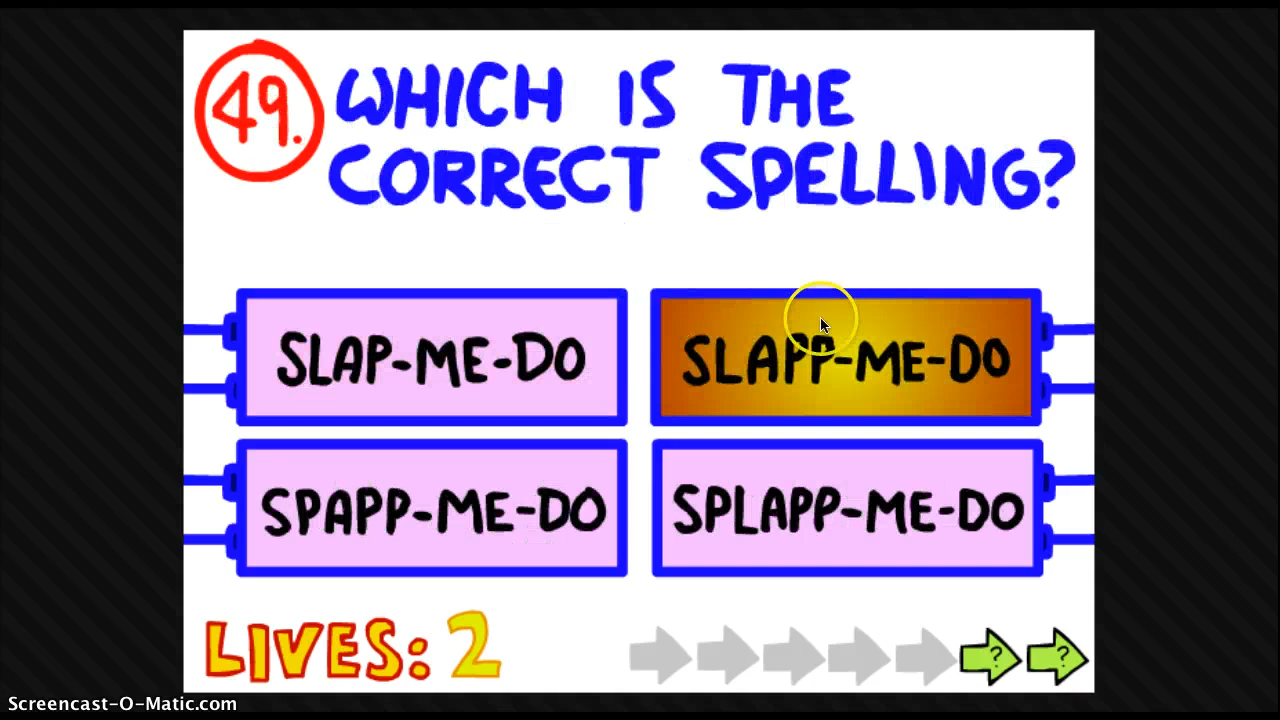 49. WHICH IS THE
CORRECT SPELLING?
SLAP-ME-DO
SLAPP-ME-DO
SPAPP-ME-DO
SPLAPP-ME-DO
LIVES: 2
? ?
Screencast-O-Matic.com